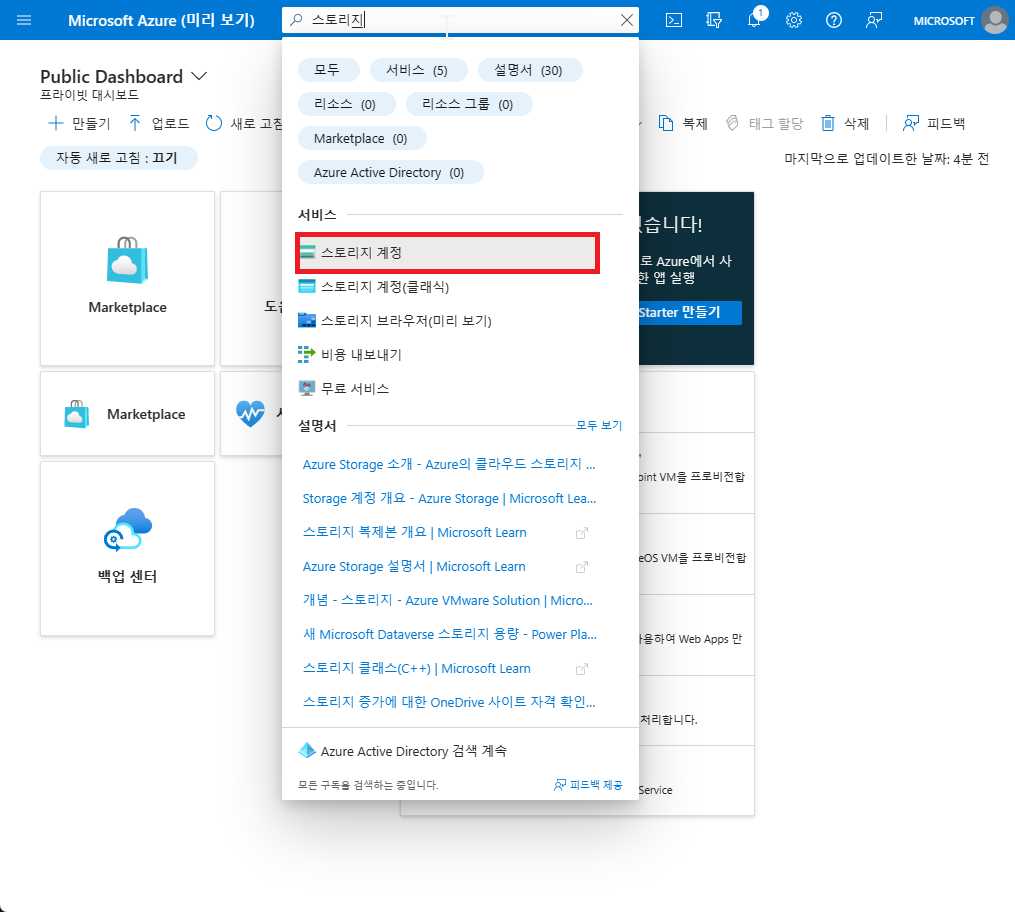 Microsoft Azure (미리 보기)
스토리지
1
MICROSOFT
Public Dashboard
프라이빗 대시보드
만들기
업로드
새로 고침
복제
태그 할당
삭제
피드백
자동 새로 고침 : 끄기
마지막으로 업데이트한 날짜: 4분 전
모두
서비스 (5)
설명서 (30)
리소스 (0)
리소스 그룹 (0)
Marketplace (0)
Azure Active Directory (0)
서비스
스토리지 계정
스토리지 계정(클래식)
스토리지 브라우저(미리 보기)
비용 내보내기
무료 서비스
설명서
모두 보기
Azure Storage 소개 - Azure의 클라우드 스토리지 ...
Storage 계정 개요 - Azure Storage | Microsoft Lea...
스토리지 복제본 개요 | Microsoft Learn
Azure Storage 설명서 | Microsoft Learn
개념 - 스토리지 - Azure VMware Solution | Micro...
새 Microsoft Dataverse 스토리지 용량 - Power Pla...
스토리지 클래스(C++) | Microsoft Learn
스토리지 증가에 대한 OneDrive 사이트 자격 확인...
Azure Active Directory 검색 계속
모든 구독을 검색하는 중입니다.
피드백 제공
Marketplace
Marketplace
백업 센터
있습니다!
로 Azure에서 사
한 앱 실행
Starter 만들기
oint VM을 프로비전합
eOS VM을 프로비전합
용하여 Web Apps 만
처리합니다.
Service